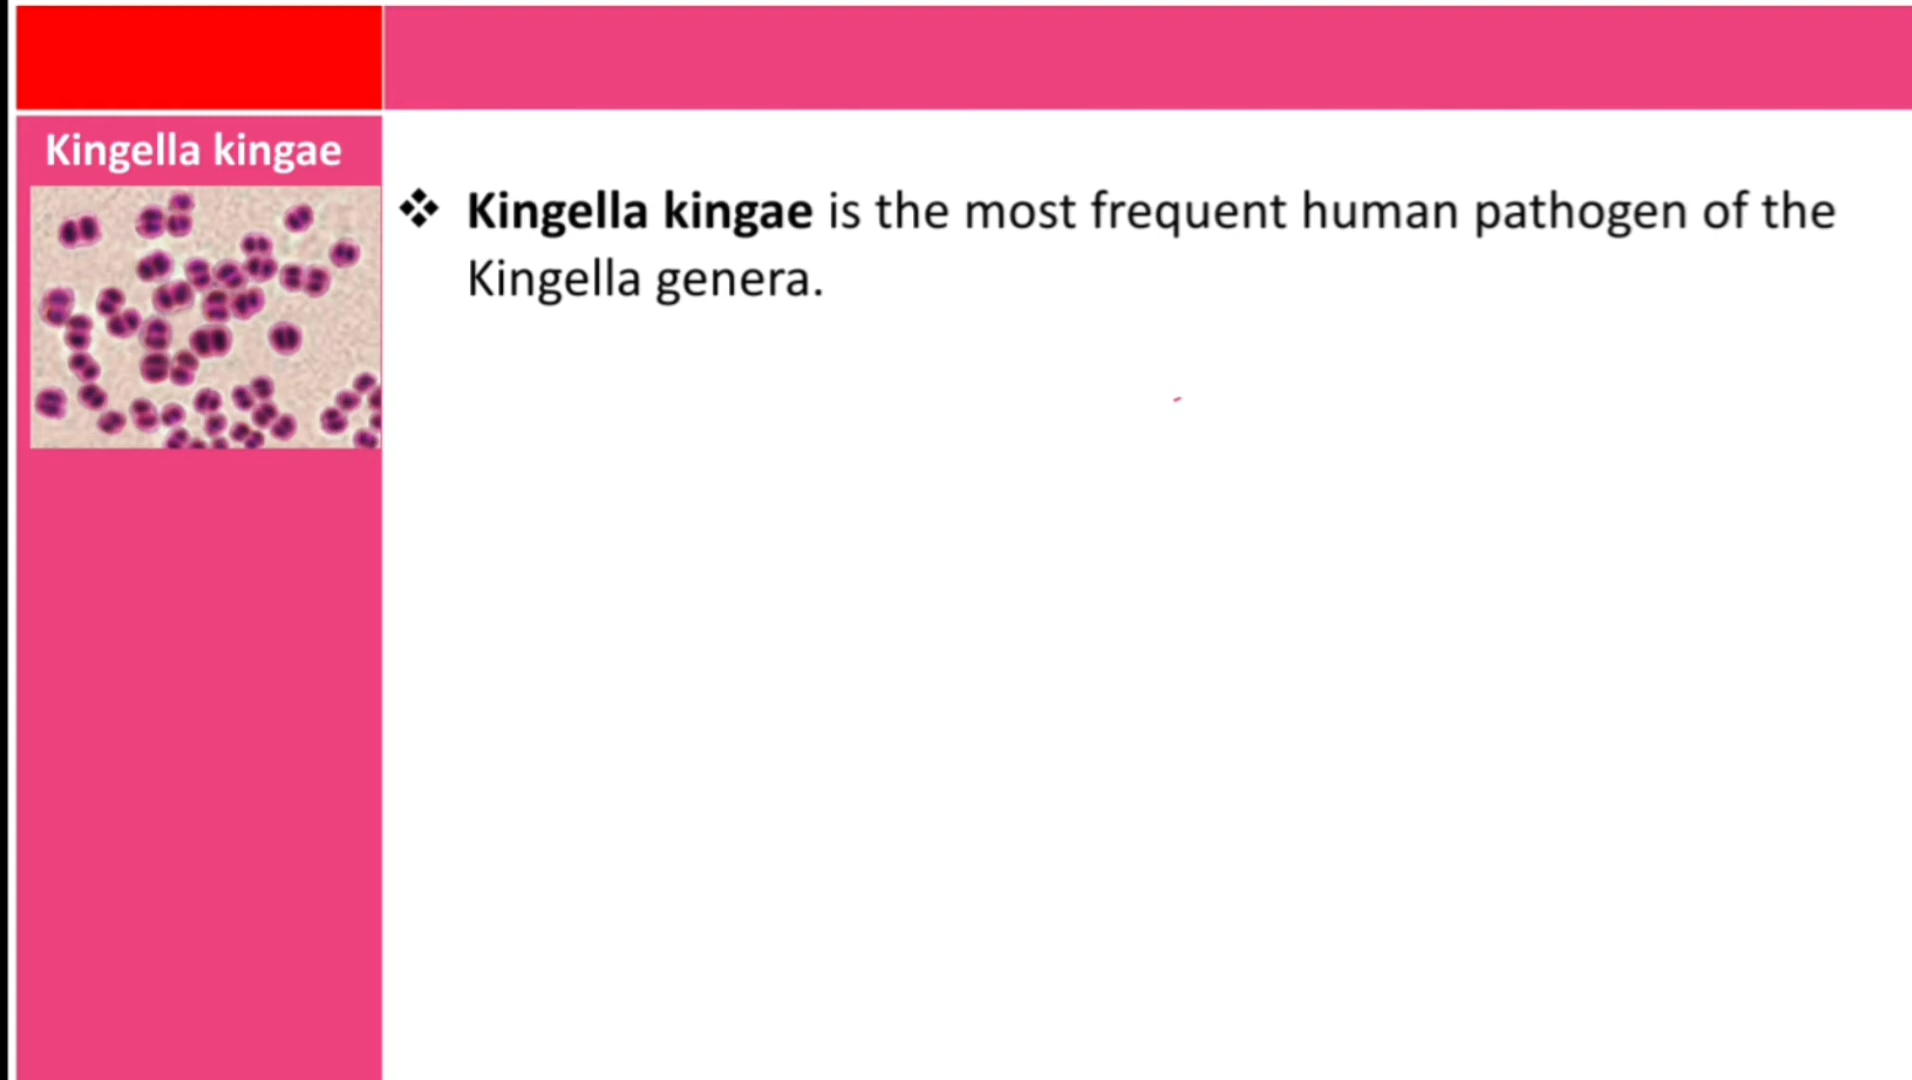 Kingella kingae
❖ Kingella kingae is the most frequent human pathogen of the
Kingella genera.